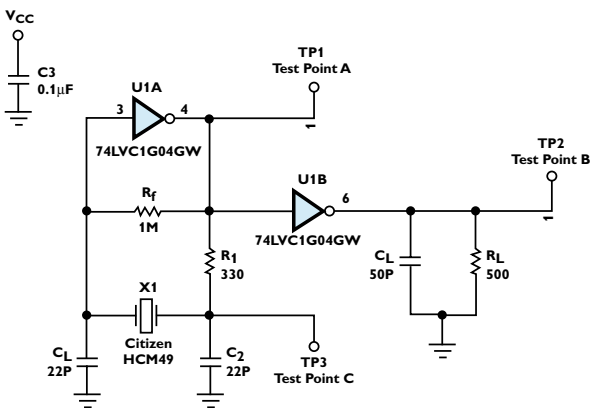 VCC
C3
0.1µF
TP1
Test Point A
U1A
3
4
1
74LVC1G04GW
TP2
Test Point B
U1B
6
1
74LVC1G04GW
Rf
1M
R1
330
CL
50P
RL
500
X1
Citizen
HCM49
CL
22P
C2
22P
TP3
Test Point C